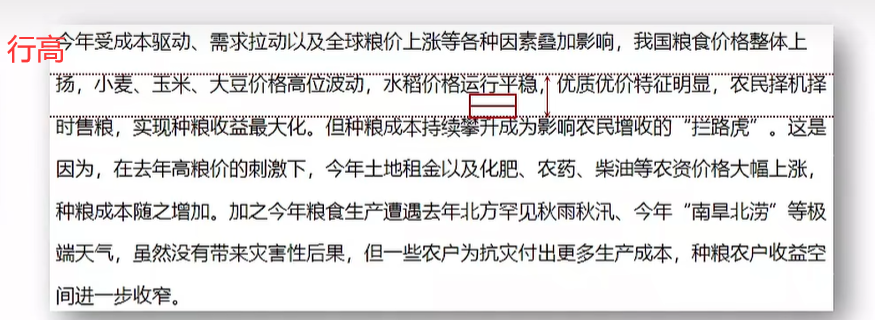 行高
今年受成本驱动、需求拉动以及全球粮价上涨等各种因素叠加影响，我国粮食价格整体上
扬，小麦、玉米、大豆价格高位波动，水稻价格运行平稳，优质优价特征明显，农民择机择
时售粮，实现种粮收益最大化。但种粮成本持续攀升成为影响农民增收的“拦路虎”。这是
因为，在去年高粮价的刺激下，今年土地租金以及化肥、农药、柴油等农资价格大幅上涨，
种粮成本随之增加。加之今年粮食生产遭遇去年北方罕见秋雨秋汛、今年“南旱北涝”等极
端天气，虽然没有带来灾害性后果，但一些农户为抗灾付出更多生产成本，种粮农户收益空
间进一步收窄。